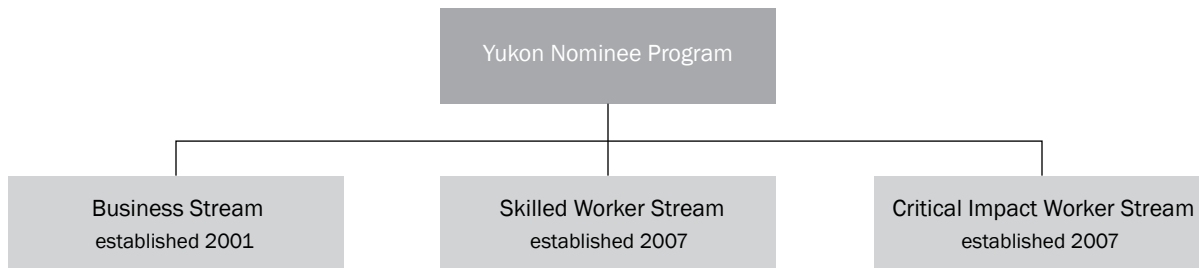 Yukon Nominee Program
Business Stream
established 2001
Skilled Worker Stream
established 2007
Critical Impact Worker Stream
established 2007